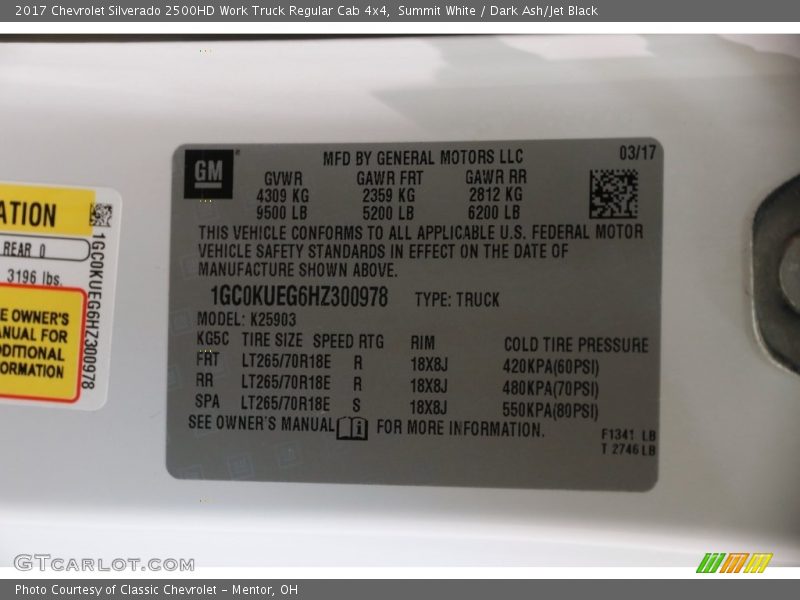 2017 Chevrolet Silverado 2500HD Work Truck Regular Cab 4x4, Summit White / Dark Ash/Jet Black
GM
MFD BY GENERAL MOTORS LLC 03/17
GVWR GAWR FRT GAWR RR
4309 KG 2359 KG 2812 KG
9500 LB 5200 LB 6200 LB
THIS VEHICLE CONFORMS TO ALL APPLICABLE U.S. FEDERAL MOTOR
VEHICLE SAFETY STANDARDS IN EFFECT ON THE DATE OF
MANUFACTURE SHOWN ABOVE.
1GC0KUEG6HZ300978 TYPE: TRUCK
MODEL: K25903
KG5C TIRE SIZE SPEED RTG RIM COLD TIRE PRESSURE
FRT LT265/70R18E R 18X8J 420KPA(60PSI)
RR LT265/70R18E R 18X8J 480KPA(70PSI)
SPA LT265/70R18E S 18X8J 550KPA(80PSI)
SEE OWNER'S MANUAL i FOR MORE INFORMATION.
F1341 LB
T 2746 LB
ATION
REAR 0
3196 lbs.
E OWNER'S
ANUAL FOR
DDITIONAL
ORMATION
1GC0KUEG6HZ300978
GTCarLot.com
Photo Courtesy of Classic Chevrolet - Mentor, OH